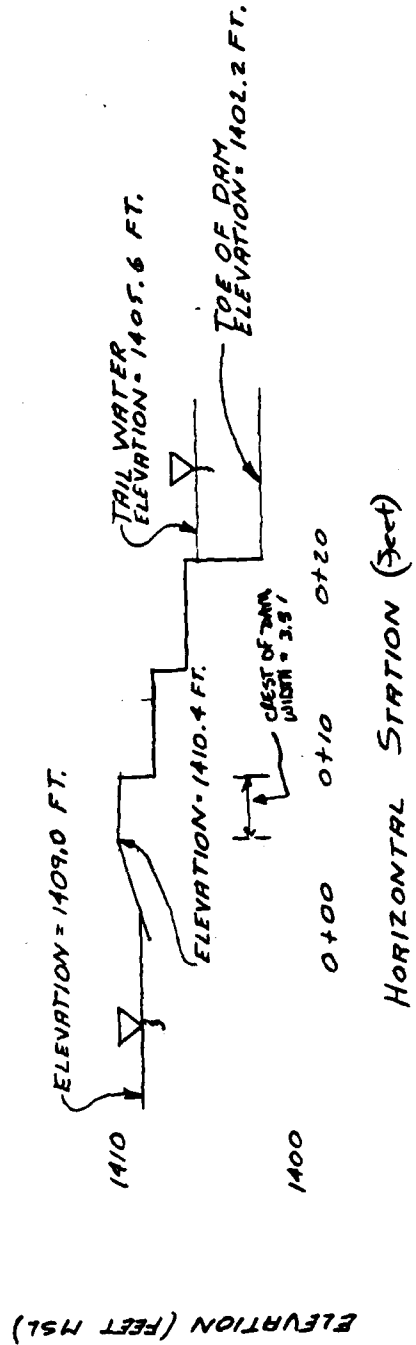 ELEVATION = 1409.0 FT.
TAIL WATER
ELEVATION = 1405.6 FT.
ELEVATION = 1410.4 FT.
TOE OF DAM
ELEVATION = 1402.2 FT.
CREST OF DAM
WIDTH = 3.5'
1410
1400
0+00
0+10
0+20
HORIZONTAL STATION (Feet)
ELEVATION (FEET MSL)